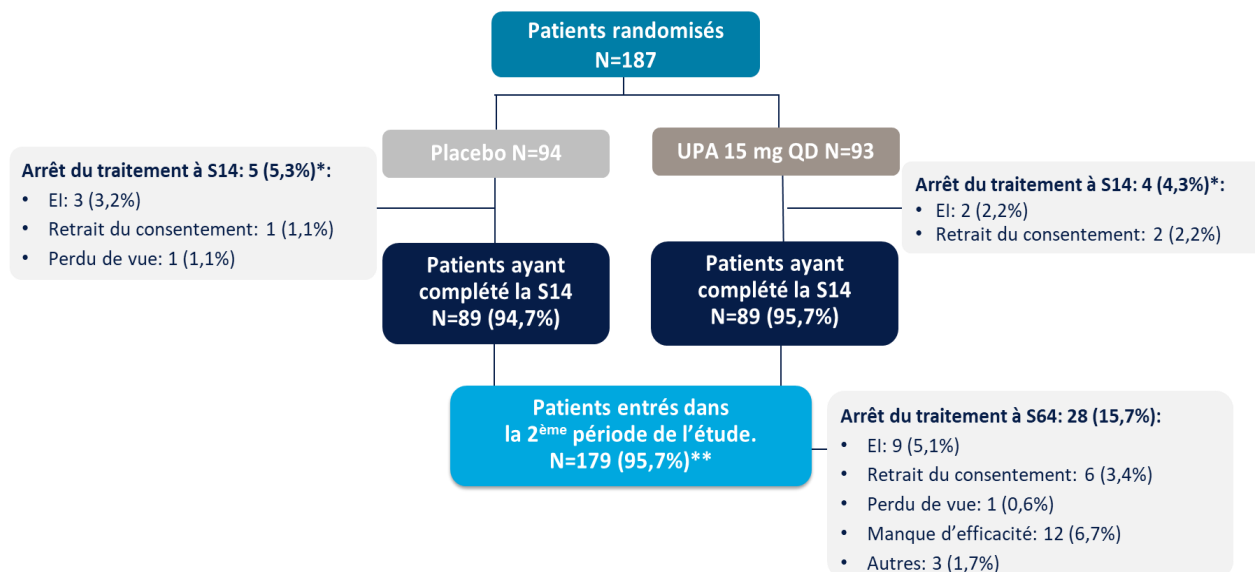 Patients randomisés
N=187
Placebo N=94
UPA 15 mg QD N=93
Arrêt du traitement à S14: 5 (5,3%)*:
• EI: 3 (3,2%)
• Retrait du consentement: 1 (1,1%)
• Perdu de vue: 1 (1,1%)
Arrêt du traitement à S14: 4 (4,3%)*:
• EI: 2 (2,2%)
• Retrait du consentement: 2 (2,2%)
Patients ayant
complété la S14
N=89 (94,7%)
Patients ayant
complété la S14
N=89 (95,7%)
Patients entrés dans
la 2ème période de l’étude.
N=179 (95,7%)**
Arrêt du traitement à S64: 28 (15,7%):
• EI: 9 (5,1%)
• Retrait du consentement: 6 (3,4%)
• Perdu de vue: 1 (0,6%)
• Manque d’efficacité: 12 (6,7%)
• Autres: 3 (1,7%)